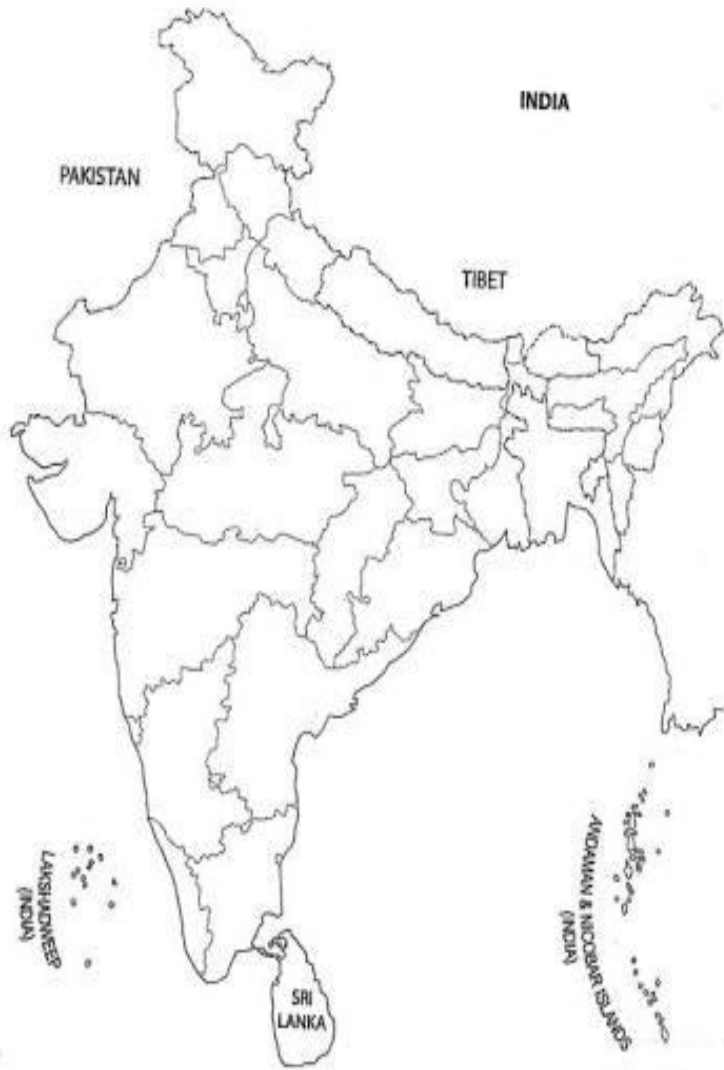 INDIA
PAKISTAN
TIBET
LAKSHADWEEP
(INDIA)
ANDAMAN & NICOBAR ISLANDS
(INDIA)
SRI
LANKA